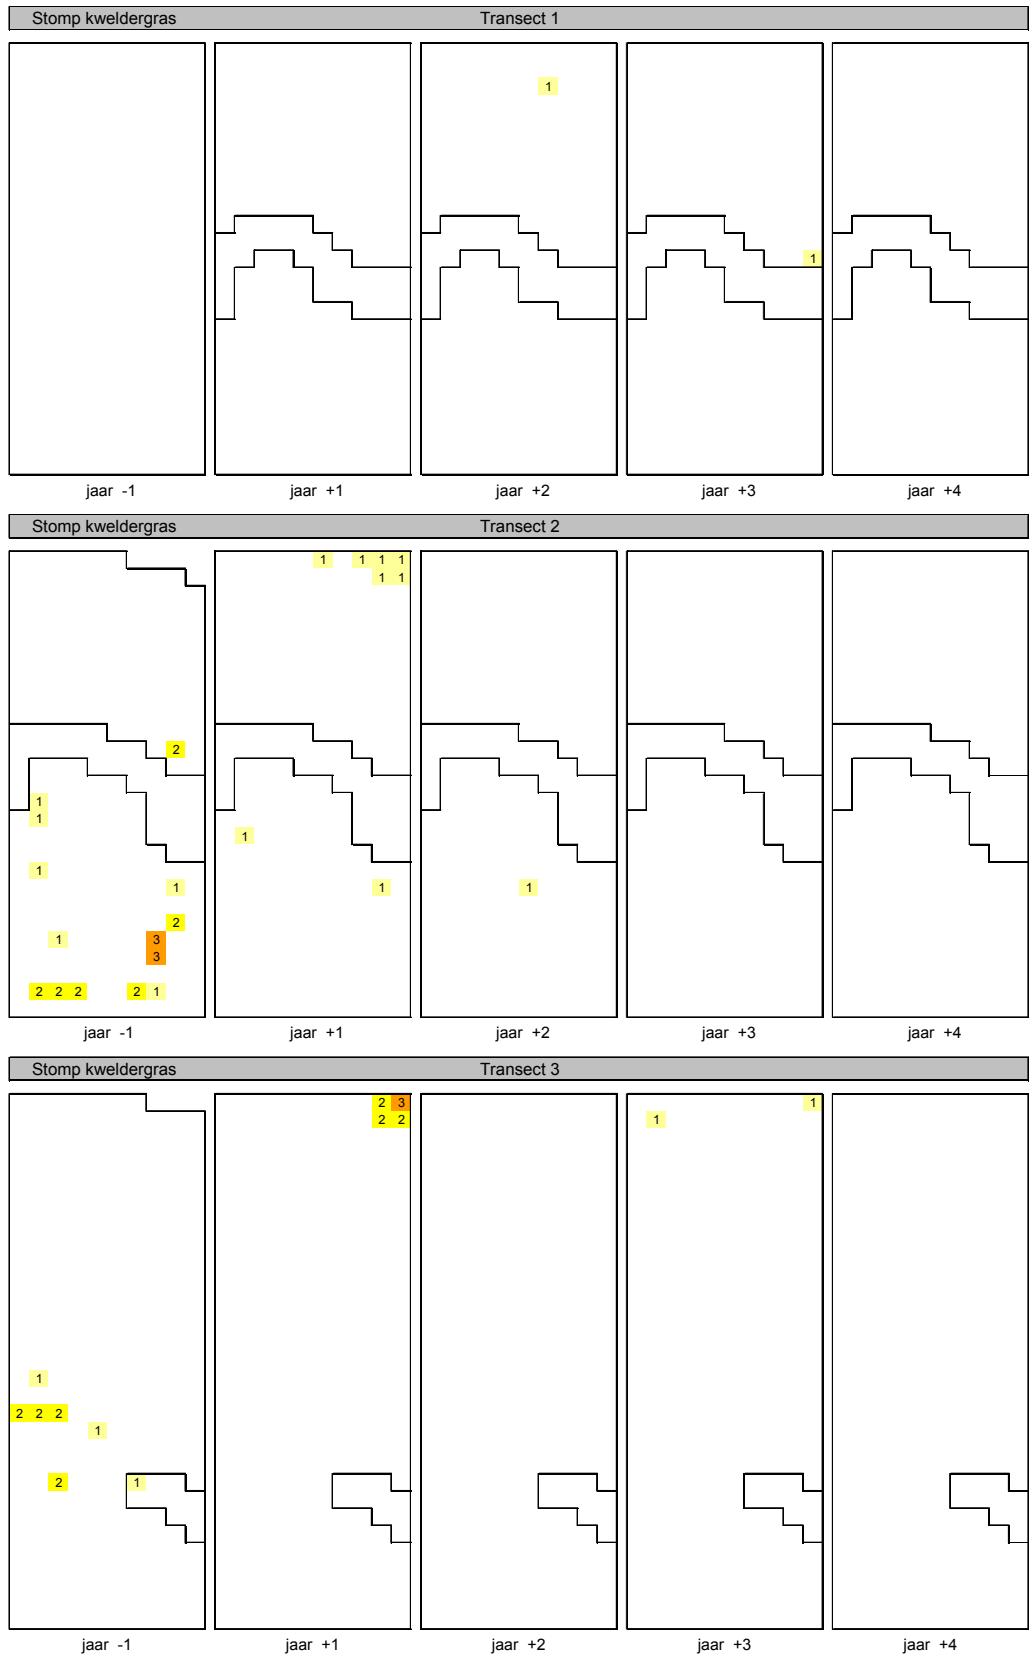 Stomp kweldergras Transect 1
1
1
jaar -1 jaar +1 jaar +2 jaar +3 jaar +4
Stomp kweldergras Transect 2
1 1 1 1
1 1
2
1
1
1
1
1
1 1 1
2
1 3
3
2 2 2 2 1
jaar -1 jaar +1 jaar +2 jaar +3 jaar +4
Stomp kweldergras Transect 3
2 3 1
2 2 1
1
2 2 2
1
2 1
jaar -1 jaar +1 jaar +2 jaar +3 jaar +4